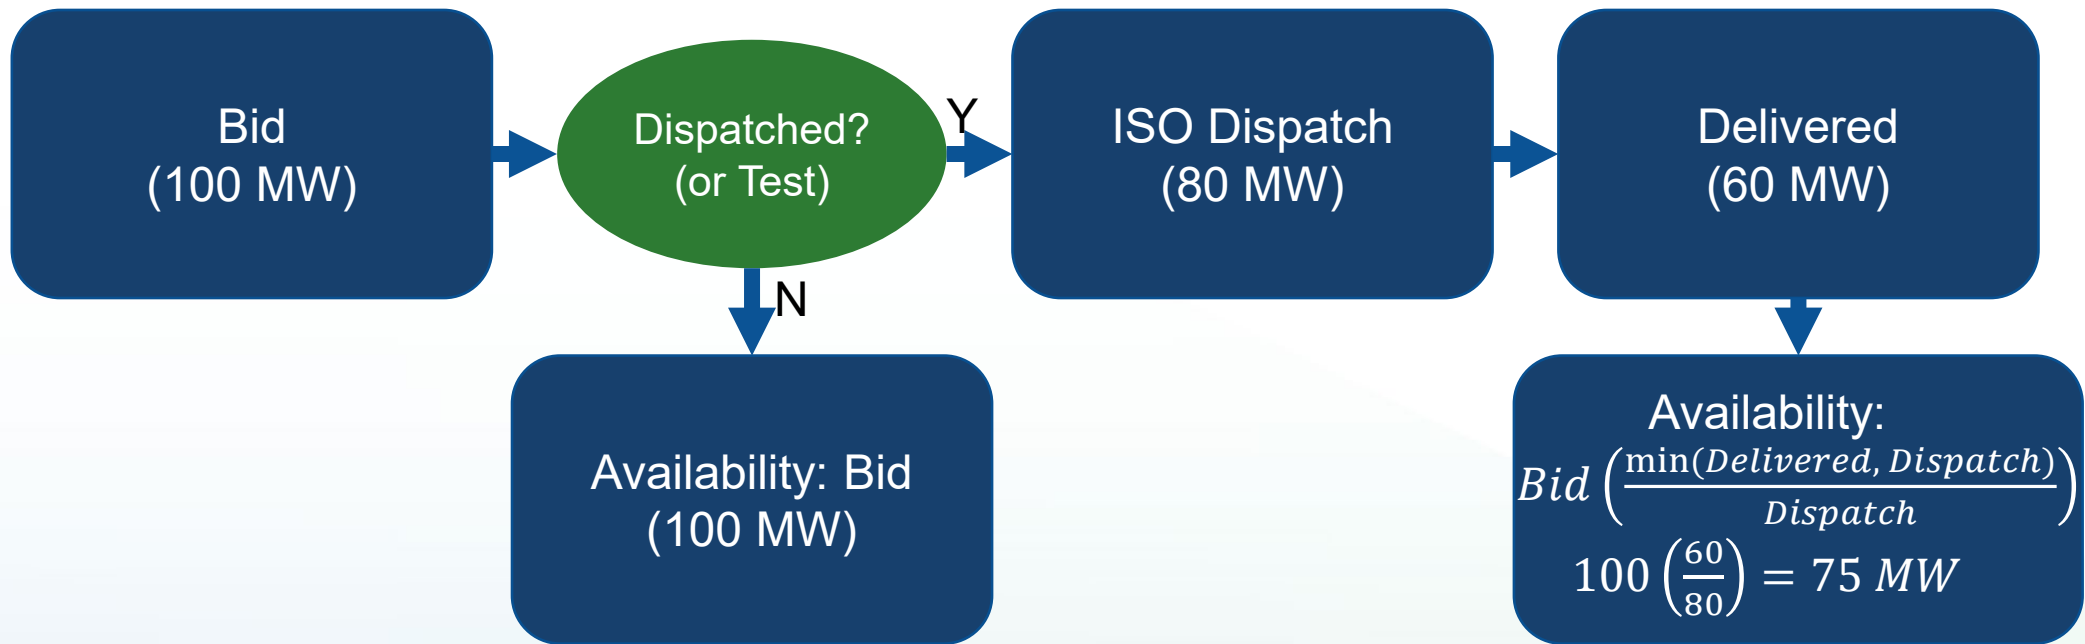 Bid
(100 MW)
Dispatched?
(or Test)
Y
ISO Dispatch
(80 MW)
Delivered
(60 MW)
N
Availability: Bid
(100 MW)
Availability:
Bid (min(Delivered, Dispatch) / Dispatch)
100 (60/80) = 75 MW